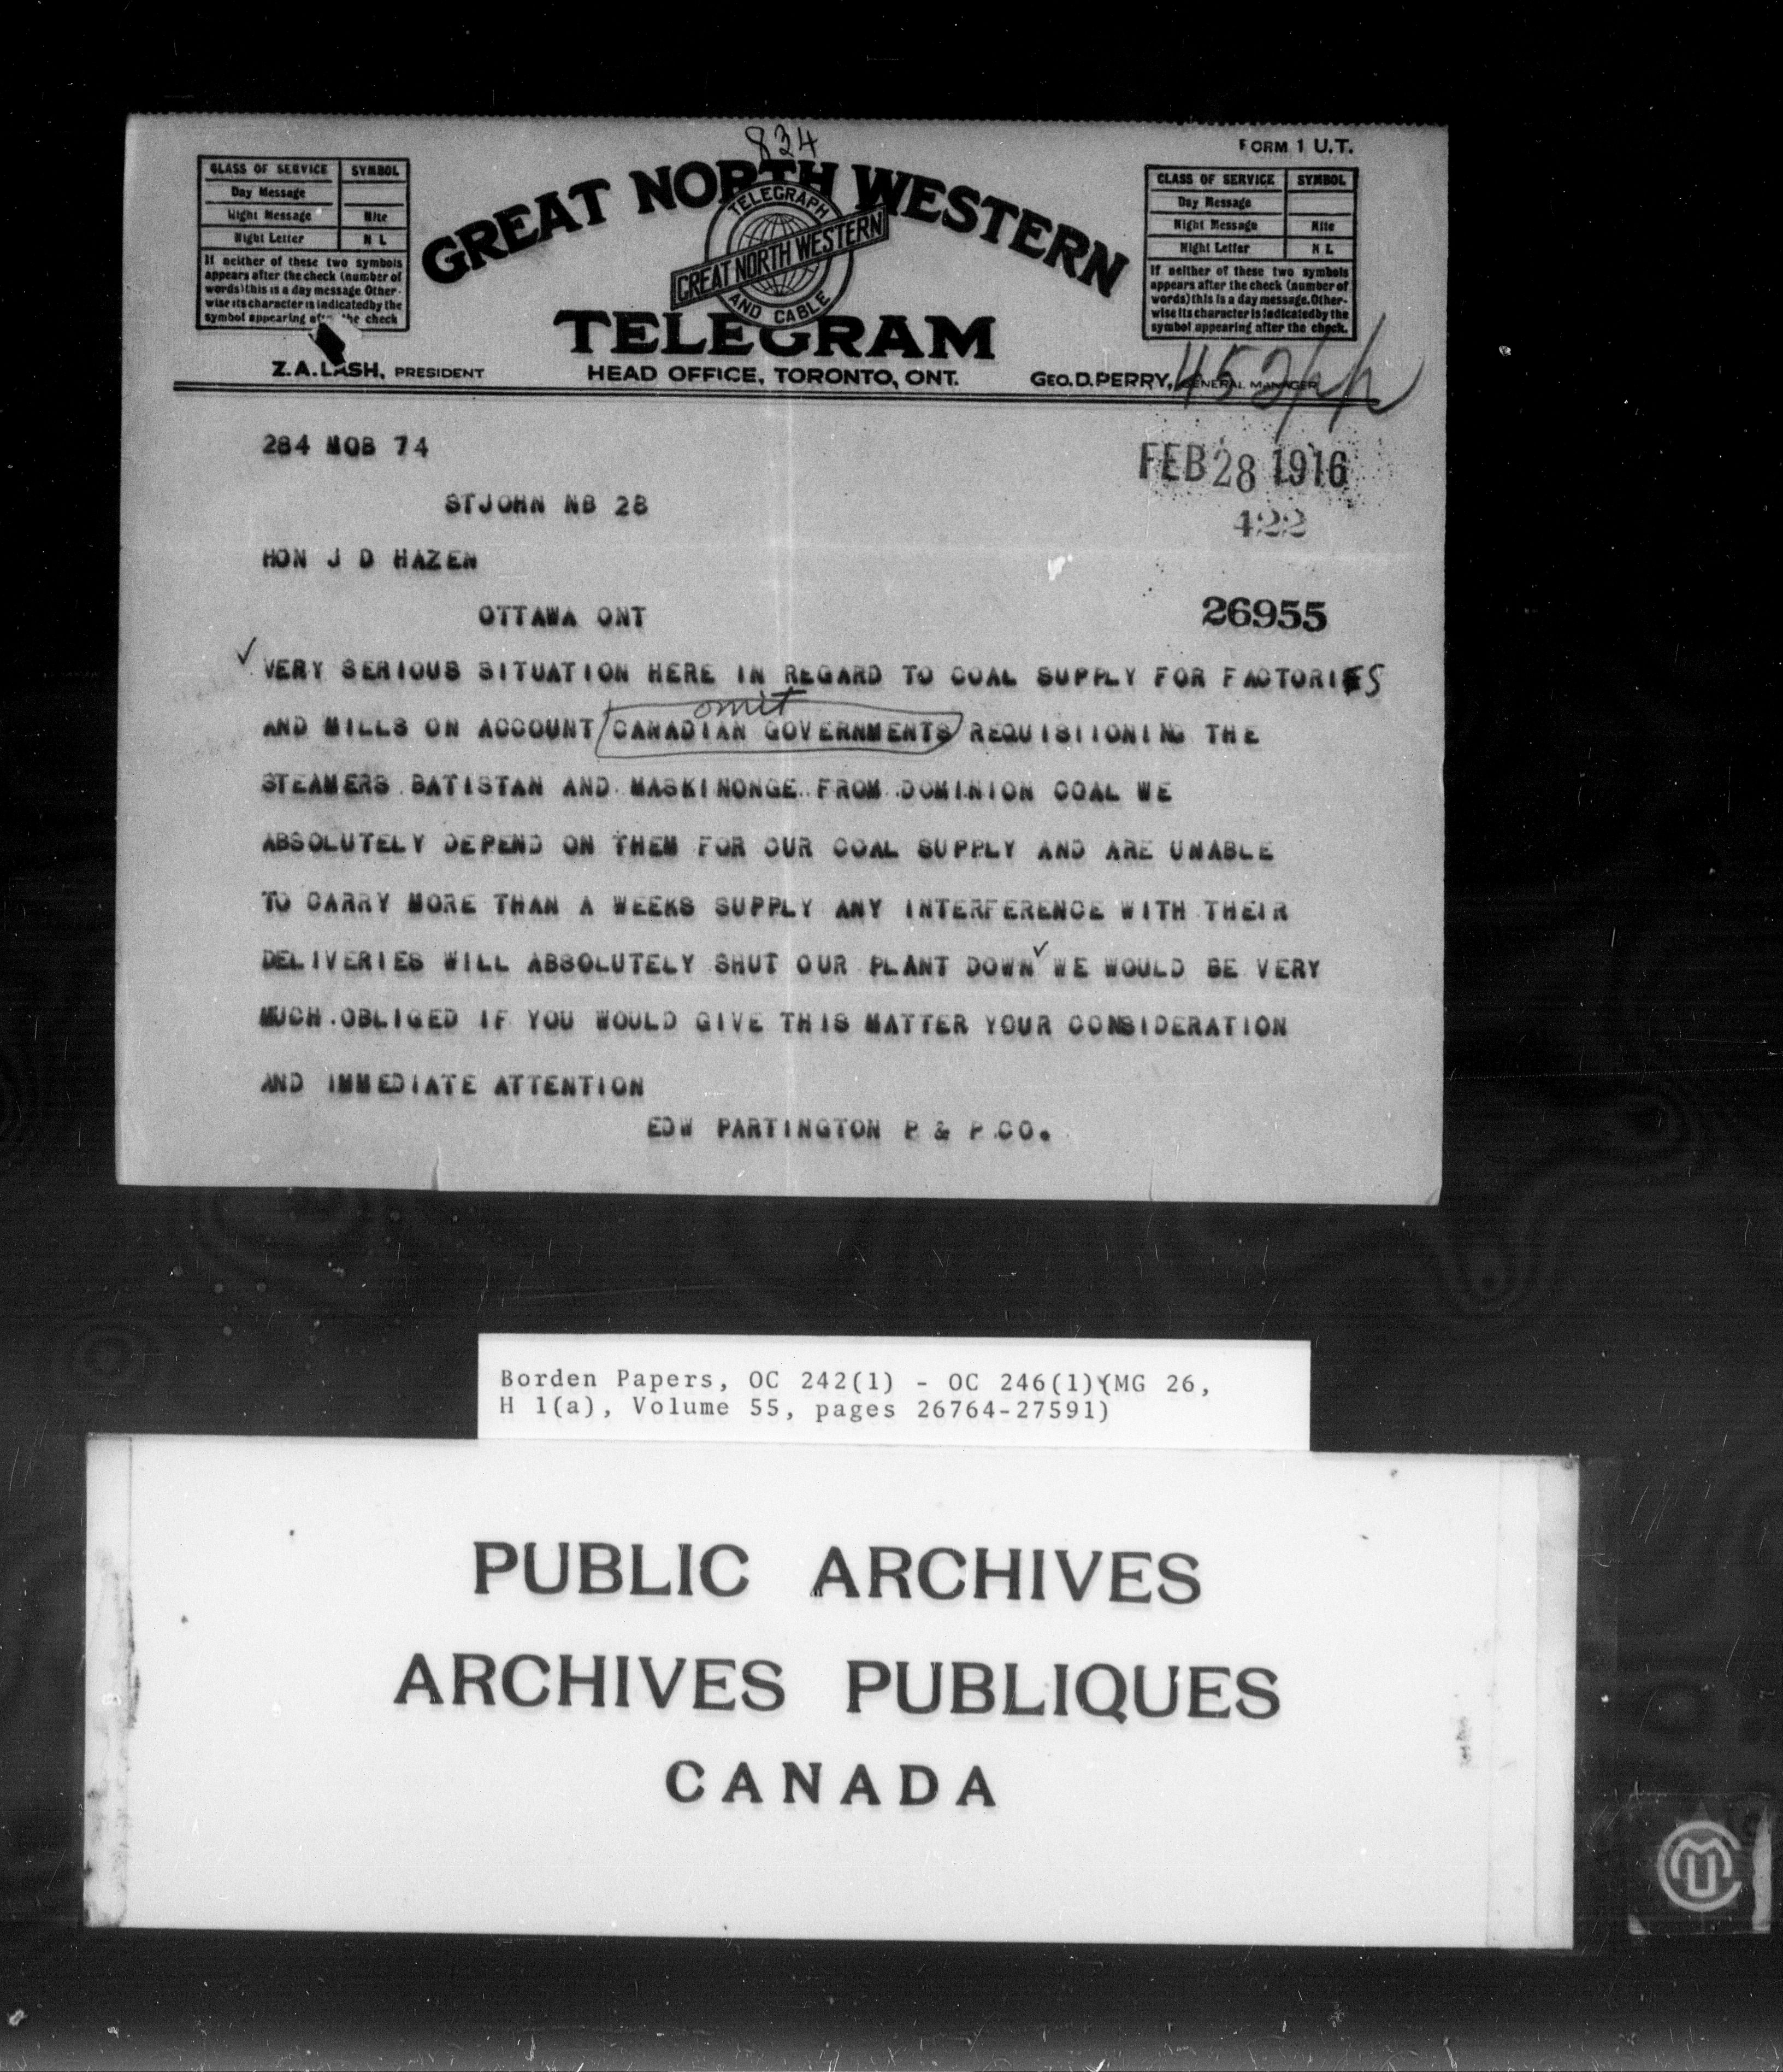 834
FORM 1 U.T.
CLASS OF SERVICE SYMBOL
Day Message
Night Message Nite
Night Letter N L
If neither of these two symbols
appears after the check (number of
words) this is a day message. Other-
wise its character is indicated by the
symbol appearing after the check
GREAT NORTH WESTERN
TELEGRAPH
GREAT NORTH WESTERN
AND CABLE
TELEGRAM
CLASS OF SERVICE SYMBOL
Day Message
Night Message Nite
Night Letter N L
If neither of these two symbols
appears after the check (number of
words) this is a day message. Other-
wise its character is indicated by the
symbol appearing after the check.
Z.A. LASH, PRESIDENT
HEAD OFFICE, TORONTO, ONT.
GEO. D. PERRY, GENERAL MANAGER
284 MOB 74
FEB 28 1916
422
STJOHN NB 28
HON J D HAZEN
OTTAWA ONT
26955
VERY SERIOUS SITUATION HERE IN REGARD TO COAL SUPPLY FOR FACTORIES
omit
AND MILLS ON ACCOUNT CANADIAN GOVERNMENTS REQUISITIONING THE
STEAMERS BATISTAN AND MASKINONGE FROM DOMINION COAL WE
ABSOLUTELY DEPEND ON THEM FOR OUR COAL SUPPLY AND ARE UNABLE
TO CARRY MORE THAN A WEEKS SUPPLY ANY INTERFERENCE WITH THEIR
DELIVERIES WILL ABSOLUTELY SHUT OUR PLANT DOWN WE WOULD BE VERY
MUCH OBLIGED IF YOU WOULD GIVE THIS MATTER YOUR CONSIDERATION
AND IMMEDIATE ATTENTION
EDW PARTINGTON P & P CO.
Borden Papers, OC 242(1) - OC 246(1) (MG 26,
H 1(a), Volume 55, pages 26764-27591)
PUBLIC ARCHIVES
ARCHIVES PUBLIQUES
CANADA